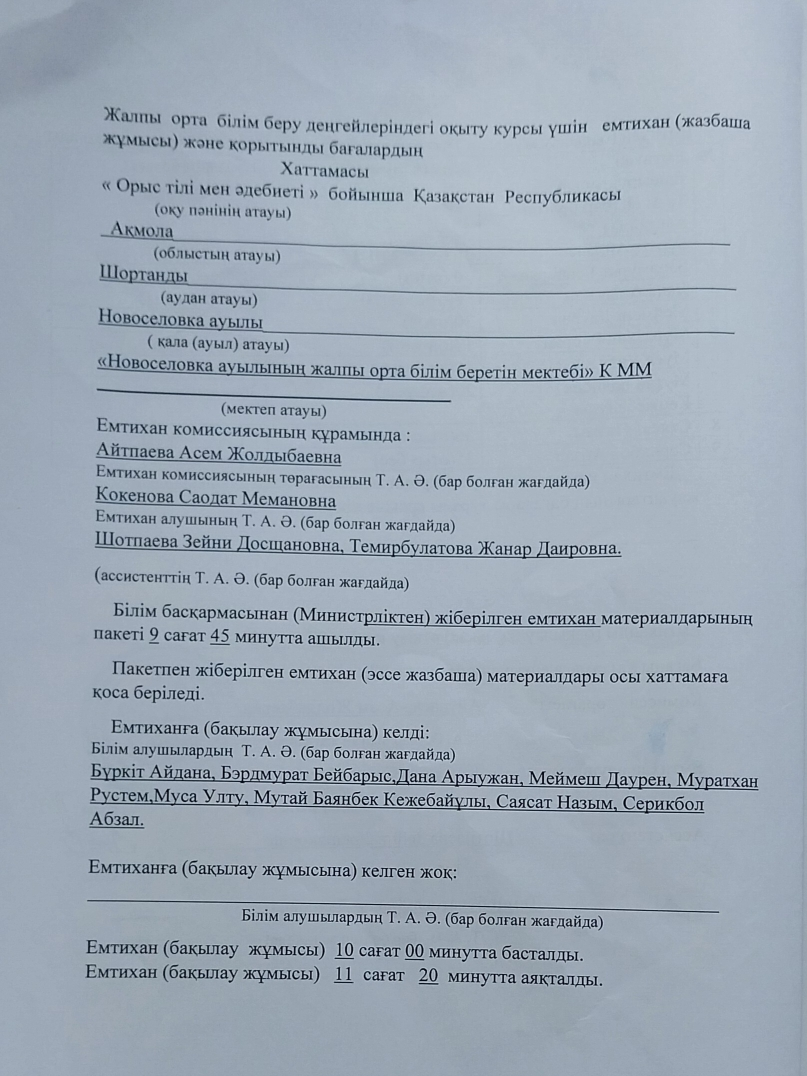 Жалпы орта білім беру деңгейлеріндегі оқыту курсы үшін емтихан (жазбаша
жұмысы) және қорытынды бағалардың
Хаттамасы
« Орыс тілі мен әдебиеті » бойынша Қазақстан Республикасы
(оқу пәнінің атауы)
Ақмола
(облыстың атауы)
Шортанды
(аудан атауы)
Новоселовка ауылы
( қала (ауыл) атауы)
«Новоселовка ауылының жалпы орта білім беретін мектебі» К ММ
(мектеп атауы)
Емтихан комиссиясының құрамында :
Айтпаева Асем Жолдыбаевна
Емтихан комиссиясының төрағасының Т. А. Ә. (бар болған жағдайда)
Кокенова Саодат Мемановна
Емтихан алушының Т. А. Ә. (бар болған жағдайда)
Шотпаева Зейни Досщановна, Темирбулатова Жанар Даировна.
(ассистенттің Т. А. Ә. (бар болған жағдайда)
Білім басқармасынан (Министрліктен) жіберілген емтихан материалдарының
пакеті 9 сағат 45 минутта ашылды.
Пакетпен жіберілген емтихан (эссе жазбаша) материалдары осы хаттамаға
қоса беріледі.
Емтиханға (бақылау жұмысына) келді:
Білім алушылардың Т. А. Ә. (бар болған жағдайда)
Бүркіт Айдана, Бэрдмурат Бейбарыс,Дана Арыужан, Меймеш Даурен, Муратхан
Рустем,Муса Улту, Мутай Баянбек Кежебайұлы, Саясат Назым, Серикбол
Абзал.
Емтиханға (бақылау жұмысына) келген жоқ:
Білім алушылардың Т. А. Ә. (бар болған жағдайда)
Емтихан (бақылау жұмысы) 10 сағат 00 минутта басталды.
Емтихан (бақылау жұмысы) 11 сағат 20 минутта аяқталды.